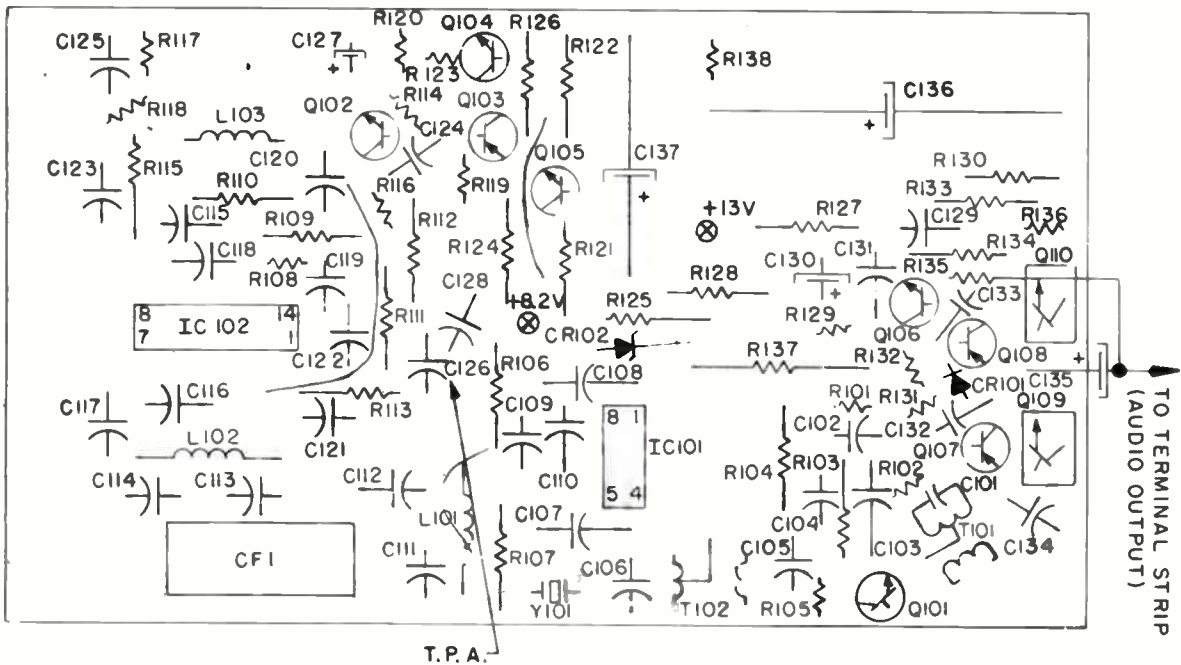 R120 Q104 R126
C125 R117 C127 R122
R123 R138
R118 Q102 R114 Q103 C136
L103 C124 +
C120 Q105 C137
C123 R115 R116 R119 R130
R110 R133
C115 R109 R112 +13V R127 C129 R136
C118 R124 R121 R134
R108 C119 C128 R128 C130 C131 R135 Q110
+8.2V R125 C133
8 14 R111 R129 Q106
7 IC 102 1 CR102 Q108
C122 C126 R106 R137 R132 C135
C116 C108 CR101 Q109
C117 R113 C109 8 1 R101 R131
L102 C121 IC101 C102 C132
C110 R104 R103 R102 Q107
C114 C113 C112 5 4 C101
L101 C107 C104 T101
CF1 C111 R107 C105 C103 C134
C106
Y101 T102 R105 Q101
T.P.A.
TO TERMINAL STRIP
(AUDIO OUTPUT)